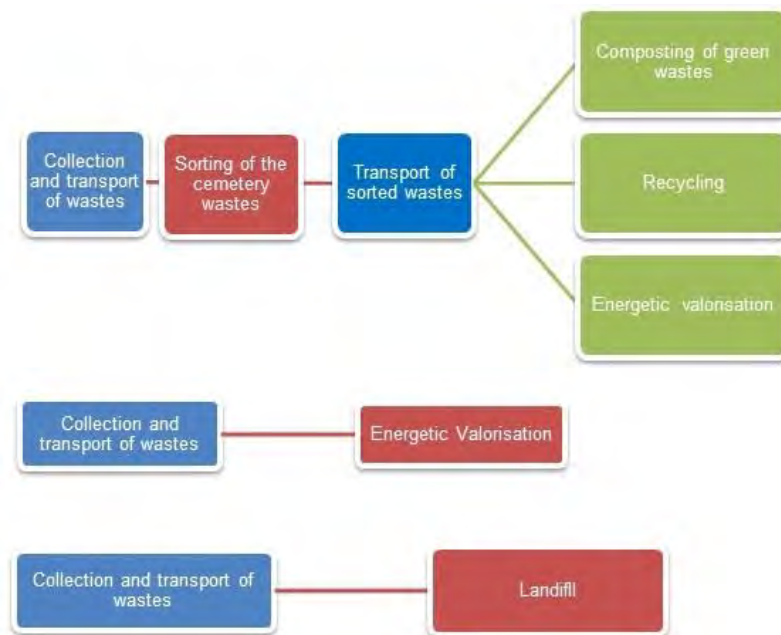 Composting of green
wastes
Collection
and transport
of wastes
Sorting of the
cemetery
wastes
Transport of
sorted wastes
Recycling
Energetic valorisation
Collection and
transport of wastes
Energetic Valorisation
Collection and transport of
wastes
Landifll